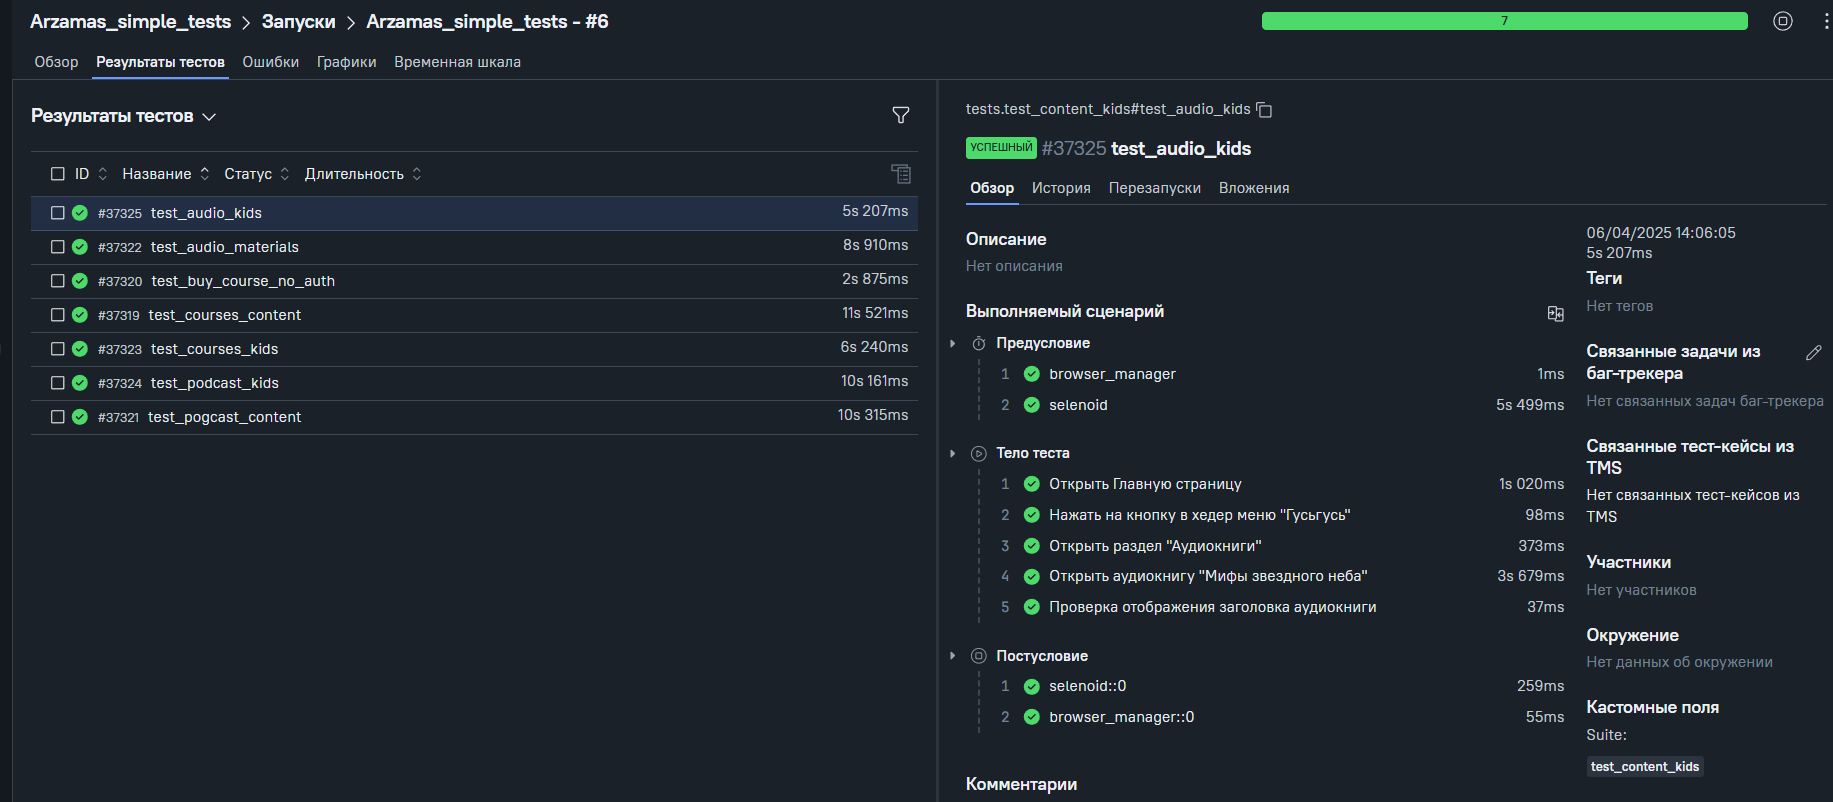 Arzamas_simple_tests > Запуски > Arzamas_simple_tests - #6
7
Обзор Результаты тестов Ошибки Графики Временная шкала
Результаты тестов
ID Название Статус Длительность
#37325 test_audio_kids 5s 207ms
#37322 test_audio_materials 8s 910ms
#37320 test_buy_course_no_auth 2s 875ms
#37319 test_courses_content 11s 521ms
#37323 test_courses_kids 6s 240ms
#37324 test_podcast_kids 10s 161ms
#37321 test_pogcast_content 10s 315ms
tests.test_content_kids#test_audio_kids
УСПЕШНЫЙ #37325 test_audio_kids
Обзор История Перезапуски Вложения
Описание
Нет описания
Выполняемый сценарий
Предусловие
1 browser_manager 1ms
2 selenoid 5s 499ms
Тело теста
1 Открыть Главную страницу 1s 020ms
2 Нажать на кнопку в хедер меню "Гусьгусь" 98ms
3 Открыть раздел "Аудиокниги" 373ms
4 Открыть аудиокнигу "Мифы звездного неба" 3s 679ms
5 Проверка отображения заголовка аудиокниги 37ms
Постусловие
1 selenoid::0 259ms
2 browser_manager::0 55ms
Комментарии
06/04/2025 14:06:05
5s 207ms
Теги
Нет тегов
Связанные задачи из
баг-трекера
Нет связанных задач баг-трекера
Связанные тест-кейсы из
TMS
Нет связанных тест-кейсов из
TMS
Участники
Нет участников
Окружение
Нет данных об окружении
Кастомные поля
Suite:
test_content_kids